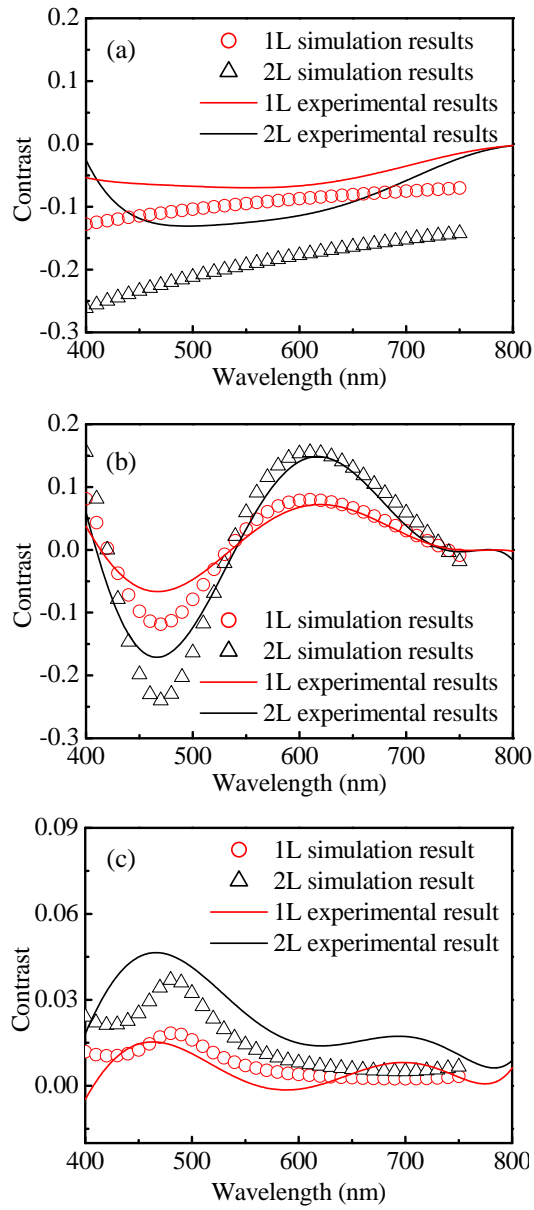 (a)
1L simulation results
2L simulation results
1L experimental results
2L experimental results
0.2
0.1
0.0
-0.1
-0.2
-0.3
Contrast
400 500 600 700 800
Wavelength (nm)
(b)
0.2
0.1
0.0
-0.1
-0.2
-0.3
Contrast
1L simulation results
2L simulation results
1L experimental results
2L experimental results
400 500 600 700 800
Wavelength (nm)
(c)
1L simulation result
2L simulation result
1L experimental result
2L experimental result
0.09
0.06
0.03
0.00
Contrast
400 500 600 700 800
Wavelength (nm)